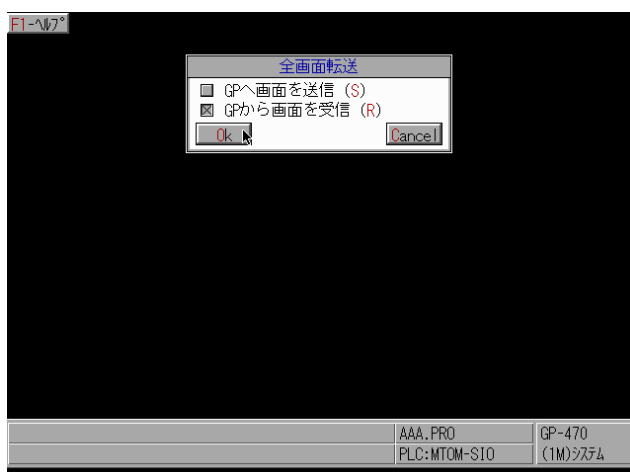 F1-ﾍﾙﾌﾟ
全画面転送
GPへ画面を送信 (S)
GPから画面を受信 (R)
Ok
Cancel
AAA.PRO
GP-470
PLC:MTOM-SIO
(1M)ｼｽﾃﾑ